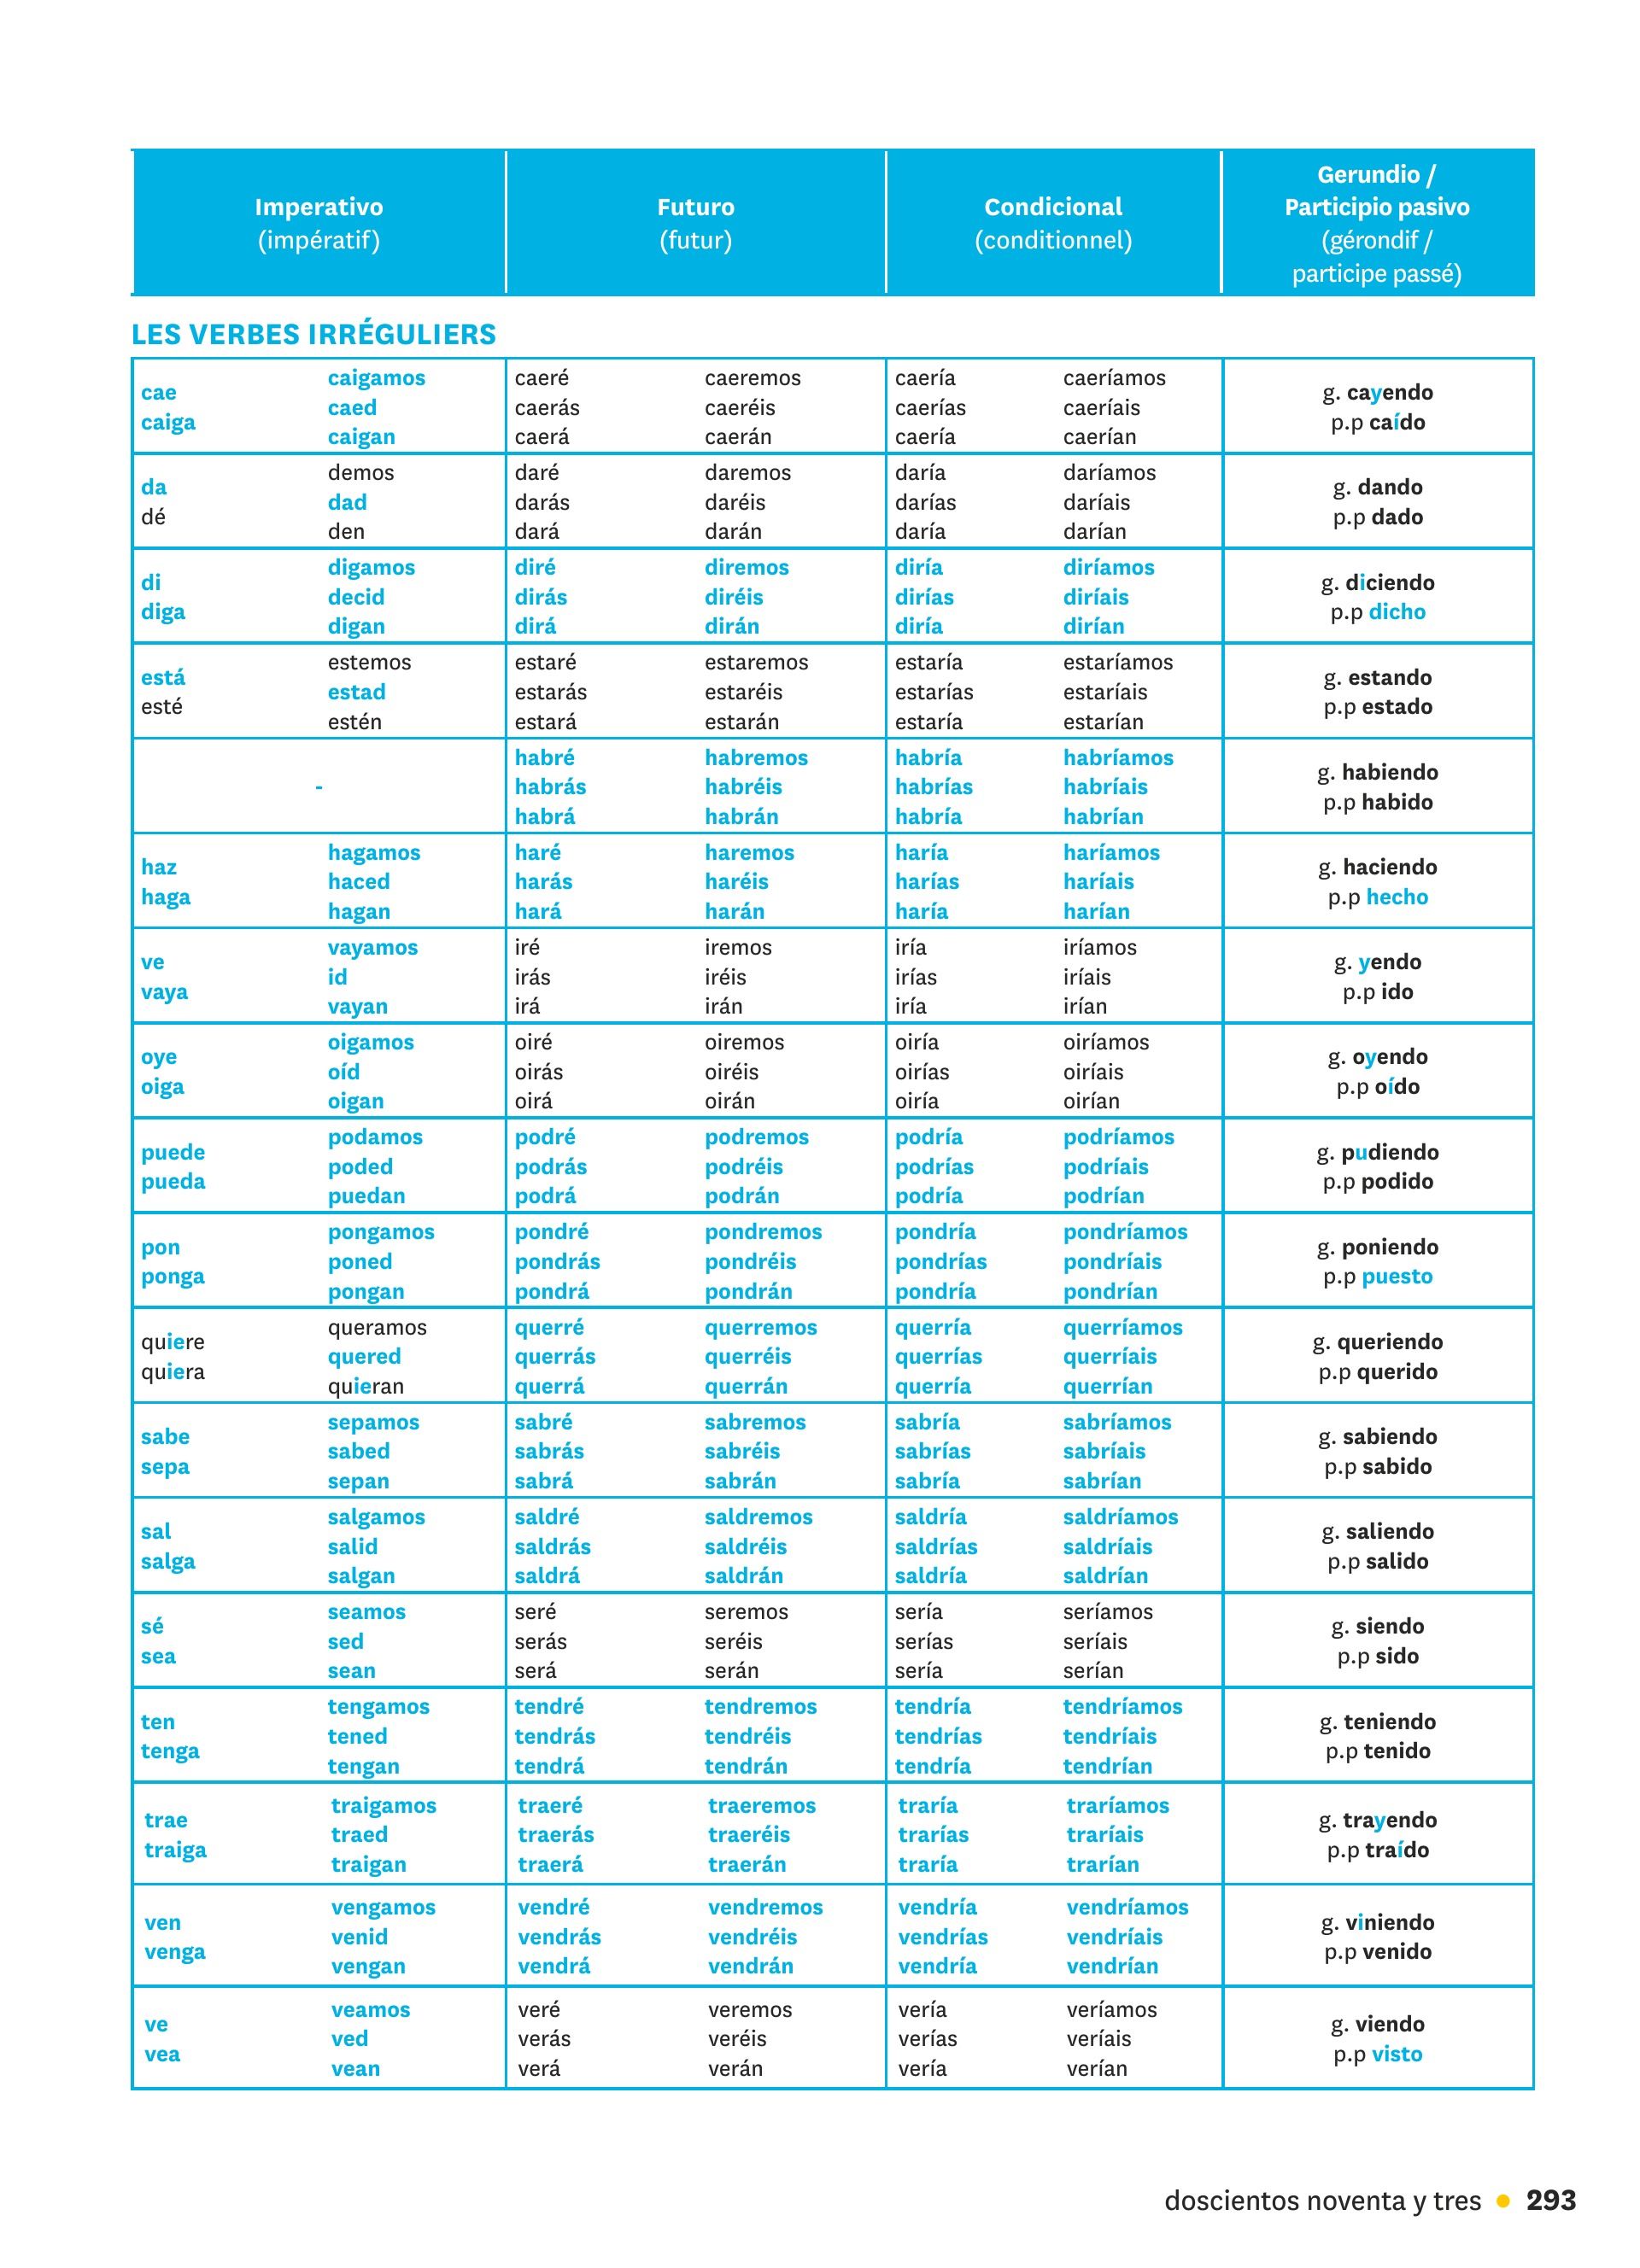 Imperativo
(impératif)
Futuro
(futur)
Condicional
(conditionnel)
Gerundio /
Participio pasivo
(gérondif /
participe passé)
LES VERBES IRRÉGULIERS
cae
caiga
caigamos
caed
caigan
caeré
caerás
caerá
caeremos
caeréis
caerán
caería
caerías
caería
caeríamos
caeríais
caerían
g. cayendo
p.p caído
da
dé
demos
dad
den
daré
darás
dará
daremos
daréis
darán
daría
darías
daría
daríamos
daríais
darían
g. dando
p.p dado
di
diga
digamos
decid
digan
diré
dirás
dirá
diremos
diréis
dirán
diría
dirías
diría
diríamos
diríais
dirían
g. diciendo
p.p dicho
está
esté
estemos
estad
estén
estaré
estarás
estará
estaremos
estaréis
estarán
estaría
estarías
estaría
estaríamos
estaríais
estarían
g. estando
p.p estado
-
habré
habrás
habrá
habremos
habréis
habrán
habría
habrías
habría
habríamos
habríais
habrían
g. habiendo
p.p habido
haz
haga
hagamos
haced
hagan
haré
harás
hará
haremos
haréis
harán
haría
harías
haría
haríamos
haríais
harían
g. haciendo
p.p hecho
ve
vaya
vayamos
id
vayan
iré
irás
irá
iremos
iréis
irán
iría
irías
iría
iríamos
iríais
irían
g. yendo
p.p ido
oye
oiga
oigamos
oíd
oigan
oiré
oirás
oirá
oiremos
oiréis
oirán
oiría
oirías
oiría
oiríamos
oiríais
oirían
g. oyendo
p.p oído
puede
pueda
podamos
poded
puedan
podré
podrás
podrá
podremos
podréis
podrán
podría
podrías
podría
podríamos
podríais
podrían
g. pudiendo
p.p podido
pon
ponga
pongamos
poned
pongan
pondré
pondrás
pondrá
pondremos
pondréis
pondrán
pondría
pondrías
pondría
pondríamos
pondríais
pondrían
g. poniendo
p.p puesto
quiere
quiera
queramos
quered
quieran
querré
querrás
querrá
querremos
querréis
querrán
querría
querrías
querría
querríamos
querríais
querrían
g. queriendo
p.p querido
sabe
sepa
sepamos
sabed
sepan
sabré
sabrás
sabrá
sabremos
sabréis
sabrán
sabría
sabrías
sabría
sabríamos
sabríais
sabrían
g. sabiendo
p.p sabido
sal
salga
salgamos
salid
salgan
saldré
saldrás
saldrá
saldremos
saldréis
saldrán
saldría
saldrías
saldría
saldríamos
saldríais
saldrían
g. saliendo
p.p salido
sé
sea
seamos
sed
sean
seré
serás
será
seremos
seréis
serán
sería
serías
sería
seríamos
seríais
serían
g. siendo
p.p sido
ten
tenga
tengamos
tened
tengan
tendré
tendrás
tendrá
tendremos
tendréis
tendrán
tendría
tendrías
tendría
tendríamos
tendríais
tendrían
g. teniendo
p.p tenido
trae
traiga
traigamos
traed
traigan
traeré
traerás
traerá
traeremos
traeréis
traerán
traría
trarías
traría
traríamos
traríais
trarían
g. trayendo
p.p traído
ven
venga
vengamos
venid
vengan
vendré
vendrás
vendrá
vendremos
vendréis
vendrán
vendría
vendrías
vendría
vendríamos
vendríais
vendrían
g. viniendo
p.p venido
ve
vea
veamos
ved
vean
veré
verás
verá
veremos
veréis
verán
vería
verías
vería
veríamos
veríais
verían
g. viendo
p.p visto
doscientos noventa y tres • 293